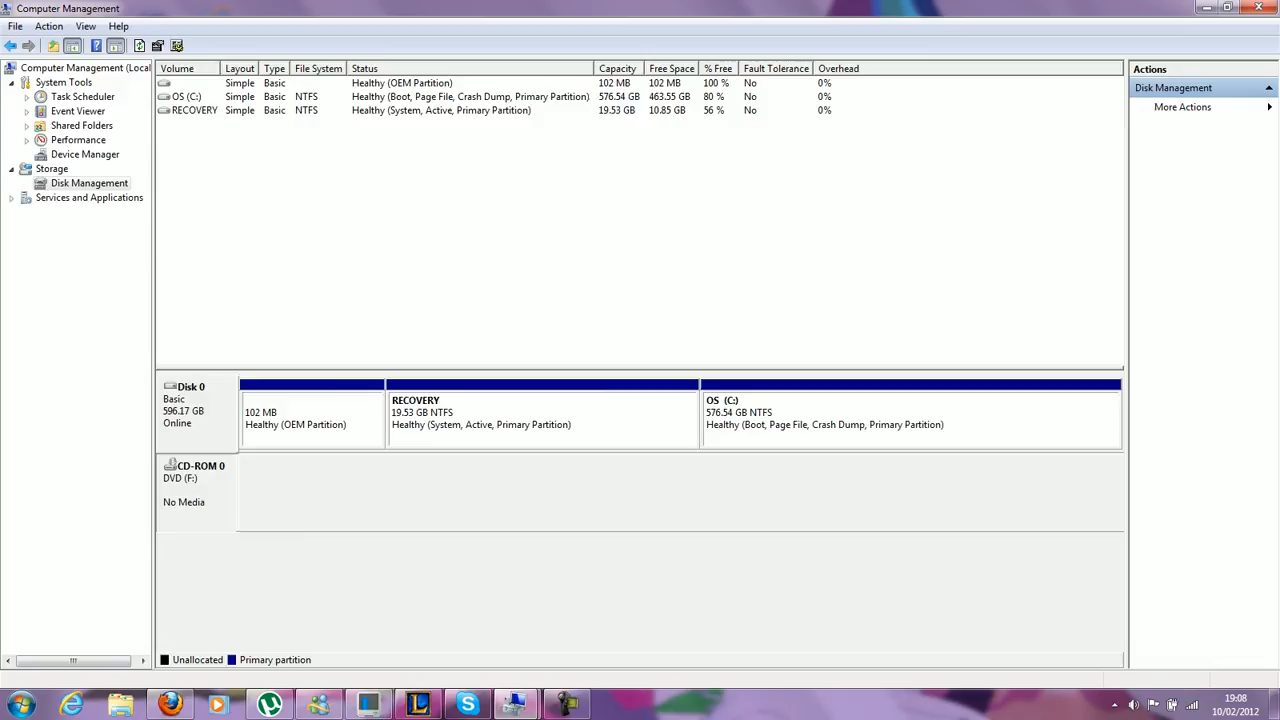 Computer Management
File Action View Help
Computer Management (Local
System Tools
Task Scheduler
Event Viewer
Shared Folders
Performance
Device Manager
Storage
Disk Management
Services and Applications
Volume Layout Type File System Status Capacity Free Space % Free Fault Tolerance Overhead
Simple Basic Healthy (OEM Partition) 102 MB 102 MB 100 % No 0%
OS (C:) Simple Basic NTFS Healthy (Boot, Page File, Crash Dump, Primary Partition) 576.54 GB 463.55 GB 80 % No 0%
RECOVERY Simple Basic NTFS Healthy (System, Active, Primary Partition) 19.53 GB 10.85 GB 56 % No 0%
Disk 0
Basic
596.17 GB
Online
102 MB
Healthy (OEM Partition)
RECOVERY
19.53 GB NTFS
Healthy (System, Active, Primary Partition)
OS (C:)
576.54 GB NTFS
Healthy (Boot, Page File, Crash Dump, Primary Partition)
CD-ROM 0
DVD (F:)
No Media
Unallocated Primary partition
Actions
Disk Management
More Actions
19:08
10/02/2012